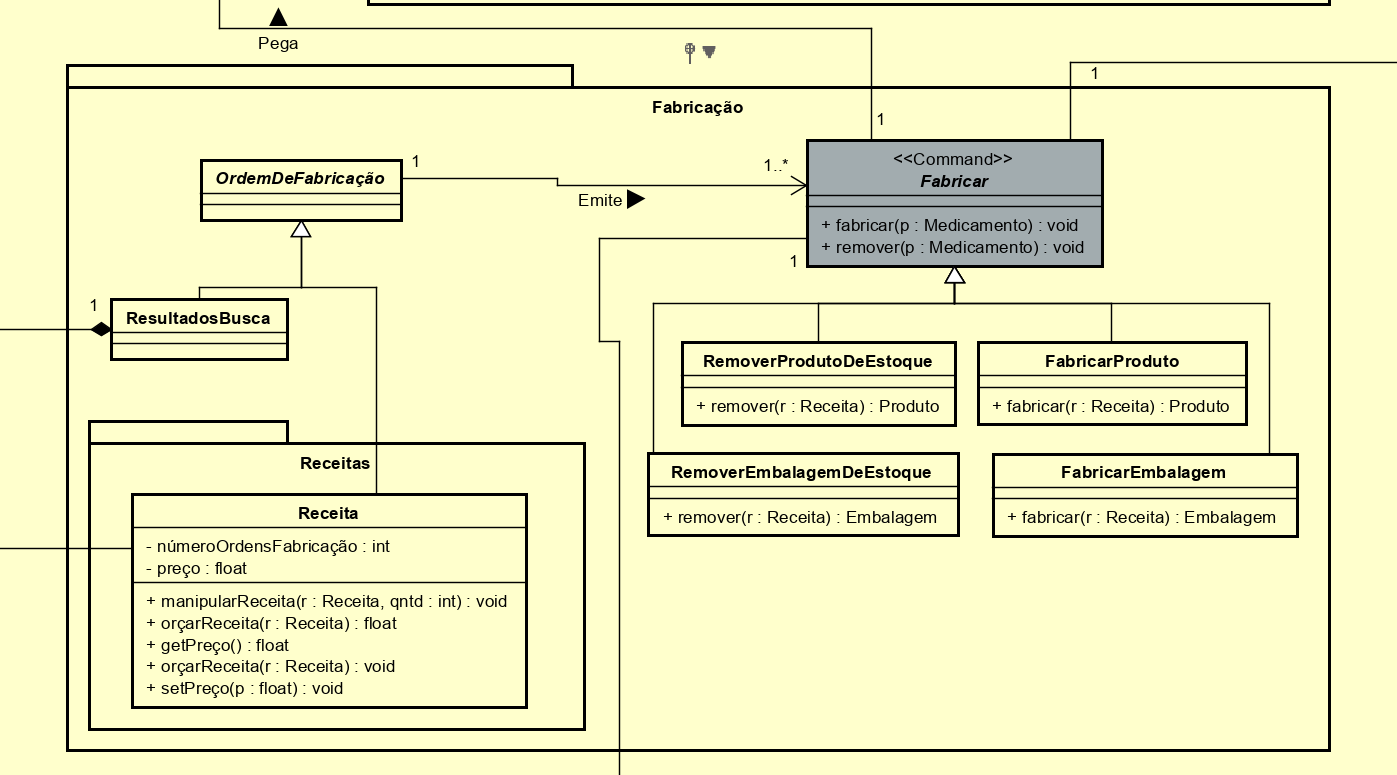 Pega
1
Fabricação
1
<<Command>>
Fabricar
+ fabricar(p : Medicamento) : void
+ remover(p : Medicamento) : void
OrdemDeFabricação
1
1..*
Emite
1
1
ResultadosBusca
RemoverProdutoDeEstoque
+ remover(r : Receita) : Produto
FabricarProduto
+ fabricar(r : Receita) : Produto
RemoverEmbalagemDeEstoque
+ remover(r : Receita) : Embalagem
FabricarEmbalagem
+ fabricar(r : Receita) : Embalagem
Receitas
Receita
- númeroOrdensFabricação : int
- preço : float
+ manipularReceita(r : Receita, qntd : int) : void
+ orçarReceita(r : Receita) : float
+ getPreço() : float
+ orçarReceita(r : Receita) : void
+ setPreço(p : float) : void